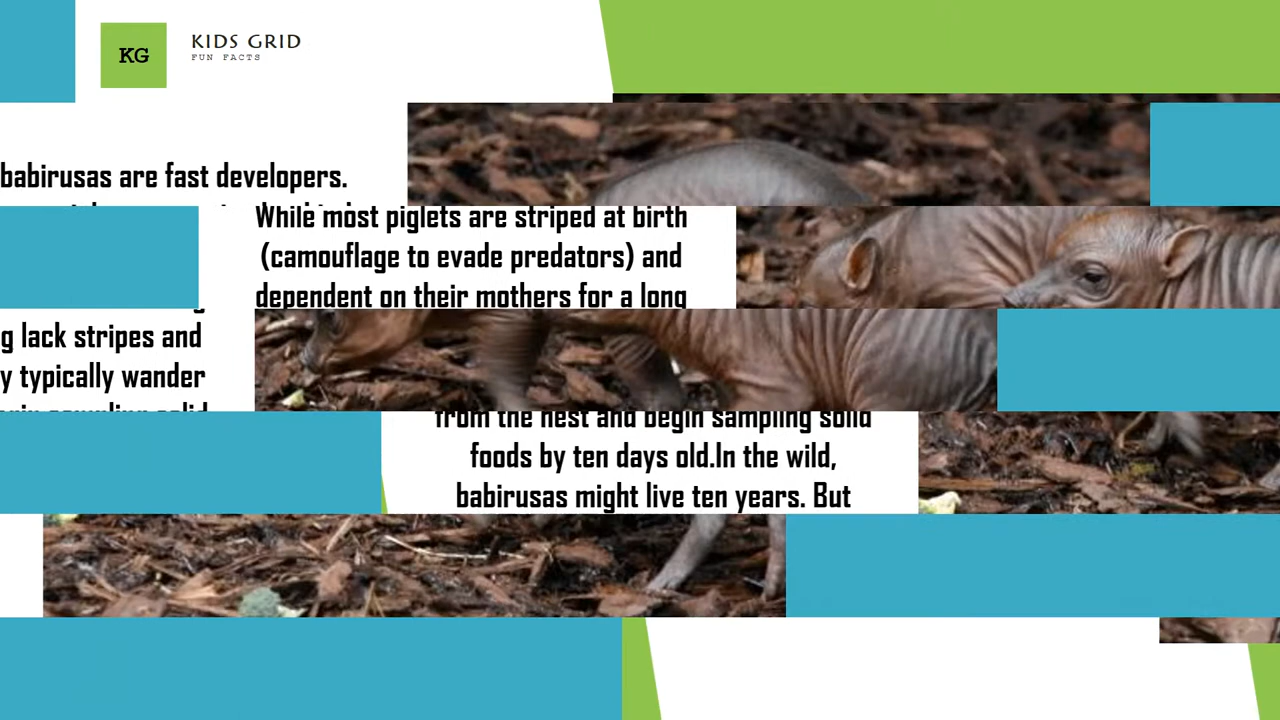 KG
KIDS GRID
FUN FACTS
babirusas are fast developers.
While most piglets are striped at birth
(camouflage to evade predators) and
dependent on their mothers for a long
g lack stripes and
y typically wander
from the nest and begin sampling solid
foods by ten days old.In the wild,
babirusas might live ten years. But